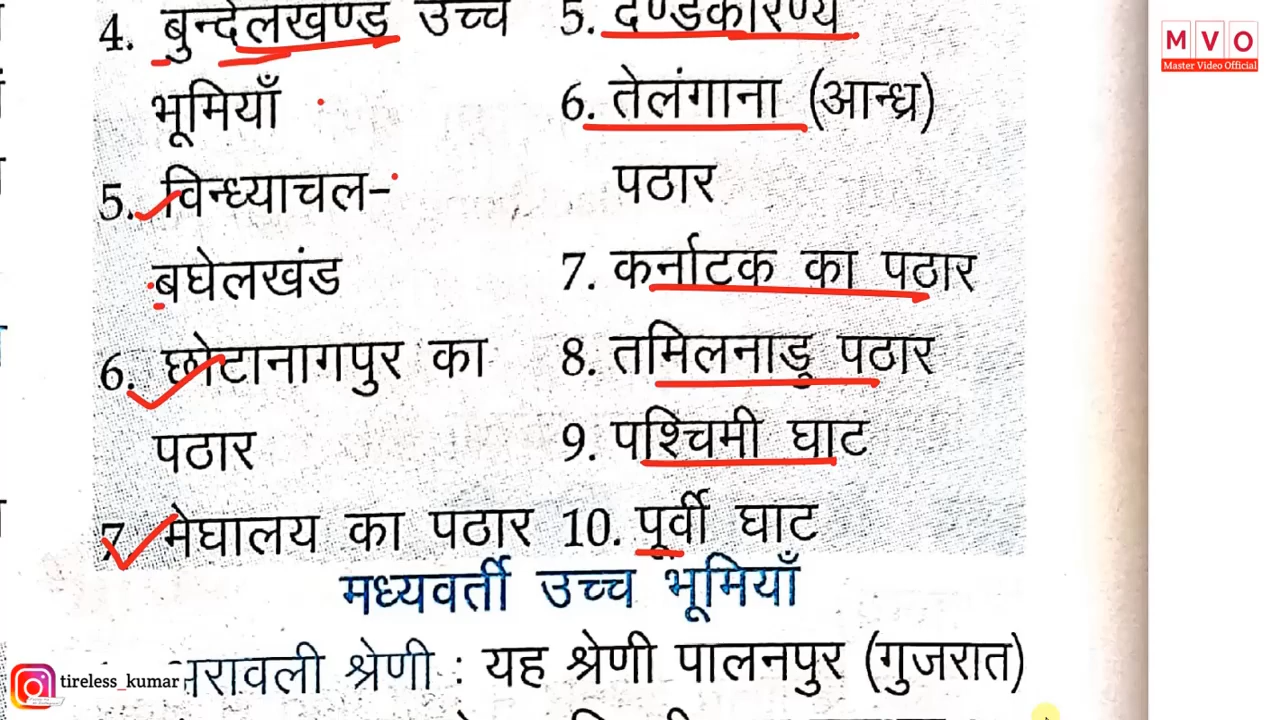 4. बुन्देलखण्ड उच्च
भूमियाँ
5. विन्ध्याचल-
बघेलखंड
6. छोटानागपुर का
पठार
7. मेघालय का पठार
5. दण्डकारण्य
6. तेलंगाना (आन्ध्र)
पठार
7. कर्नाटक का पठार
8. तमिलनाडु पठार
9. पश्चिमी घाट
10. पूर्वी घाट
मध्यवर्ती उच्च भूमियाँ
अरावली श्रेणी : यह श्रेणी पालनपुर (गुजरात)
MVO
Master Video Official
tireless_kumar